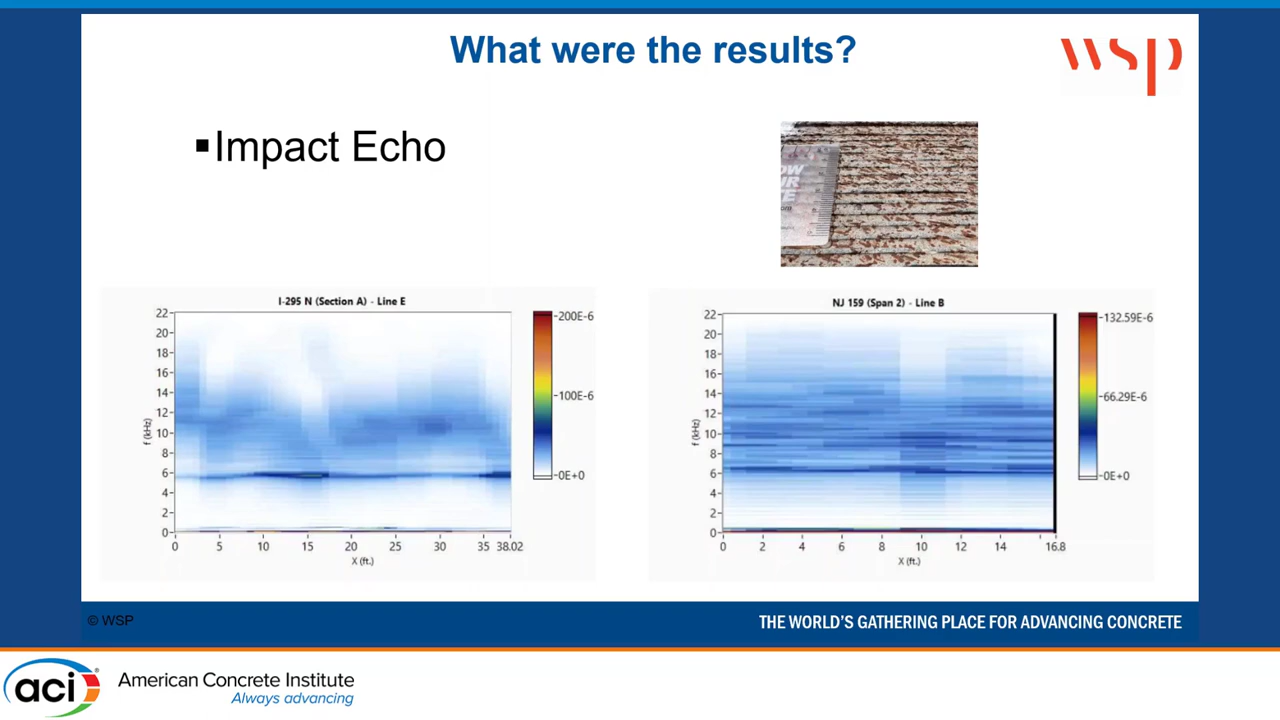 What were the results?
wsp
▪Impact Echo
I-295 N (Section A) - Line E
22
20
18
16
14
12
10
8
6
4
2
0
f (kHz)
0 5 10 15 20 25 30 35 38.02
X (ft.)
200E-6
100E-6
0E+0
NJ 159 (Span 2) - Line B
22
20
18
16
14
12
10
8
6
4
2
0
f (kHz)
0 2 4 6 8 10 12 14 16.8
X (ft.)
132.59E-6
66.29E-6
0E+0
© WSP
THE WORLD'S GATHERING PLACE FOR ADVANCING CONCRETE
aci®
American Concrete Institute
Always advancing